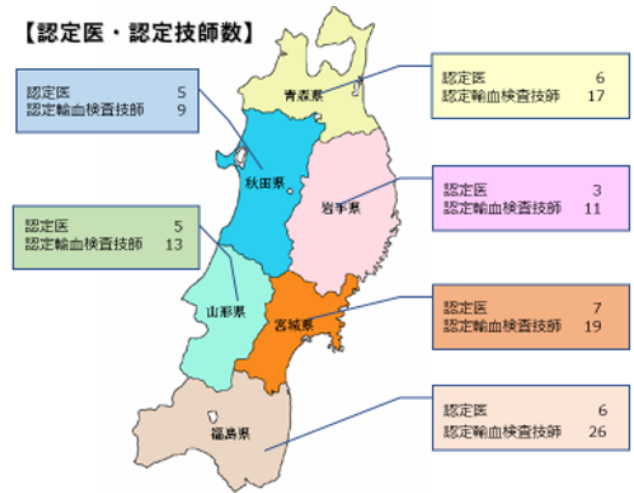 【認定医・認定技師数】
認定医 5
認定輸血検査技師 9
認定医 6
認定輸血検査技師 17
青森県
秋田県
認定医 3
認定輸血検査技師 11
岩手県
認定医 5
認定輸血検査技師 13
山形県
宮城県
認定医 7
認定輸血検査技師 19
福島県
認定医 6
認定輸血検査技師 26